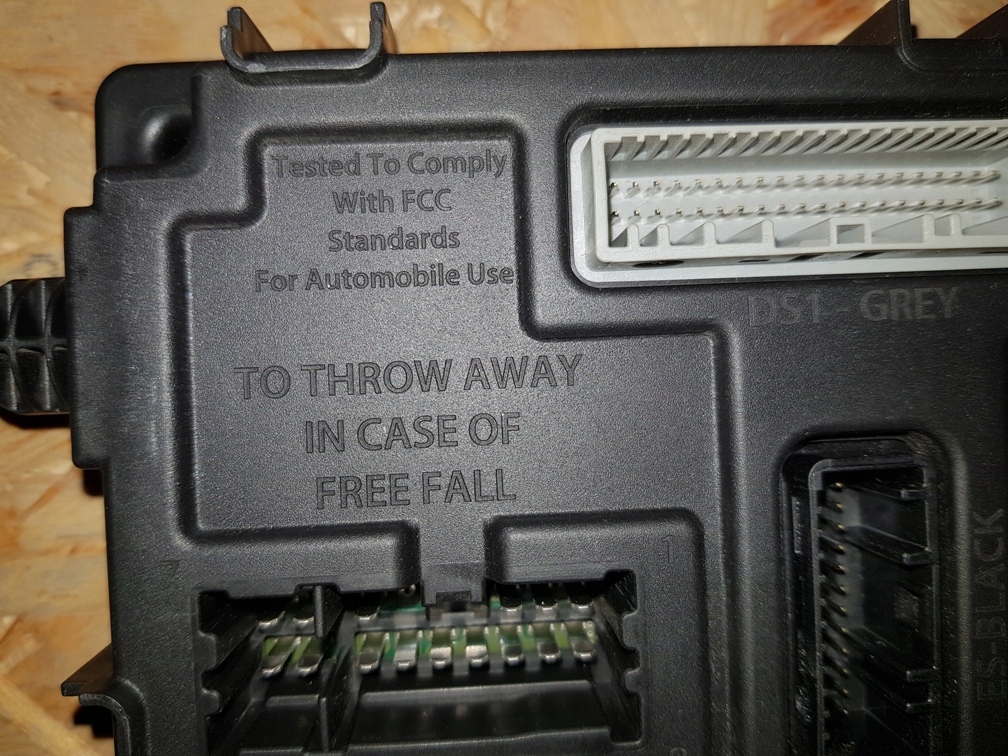 Tested To Comply
With FCC
Standards
For Automobile Use
DS1 - GREY
TO THROW AWAY
IN CASE OF
FREE FALL
1
ES-BLACK